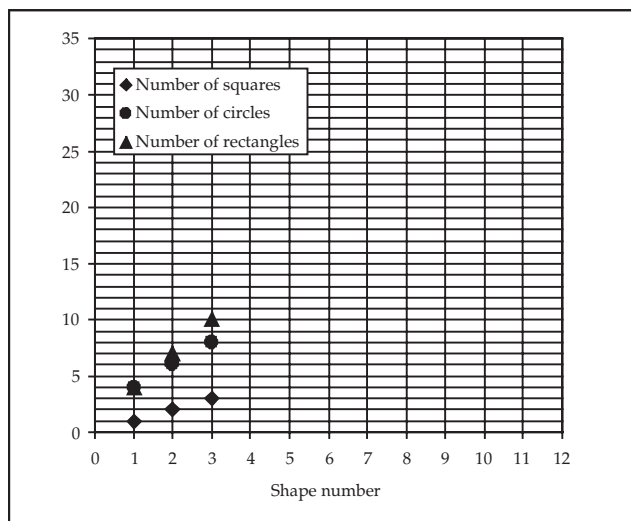 35
30
25
20
15
10
5
0
Number of squares
Number of circles
Number of rectangles
0 1 2 3 4 5 6 7 8 9 10 11 12
Shape number